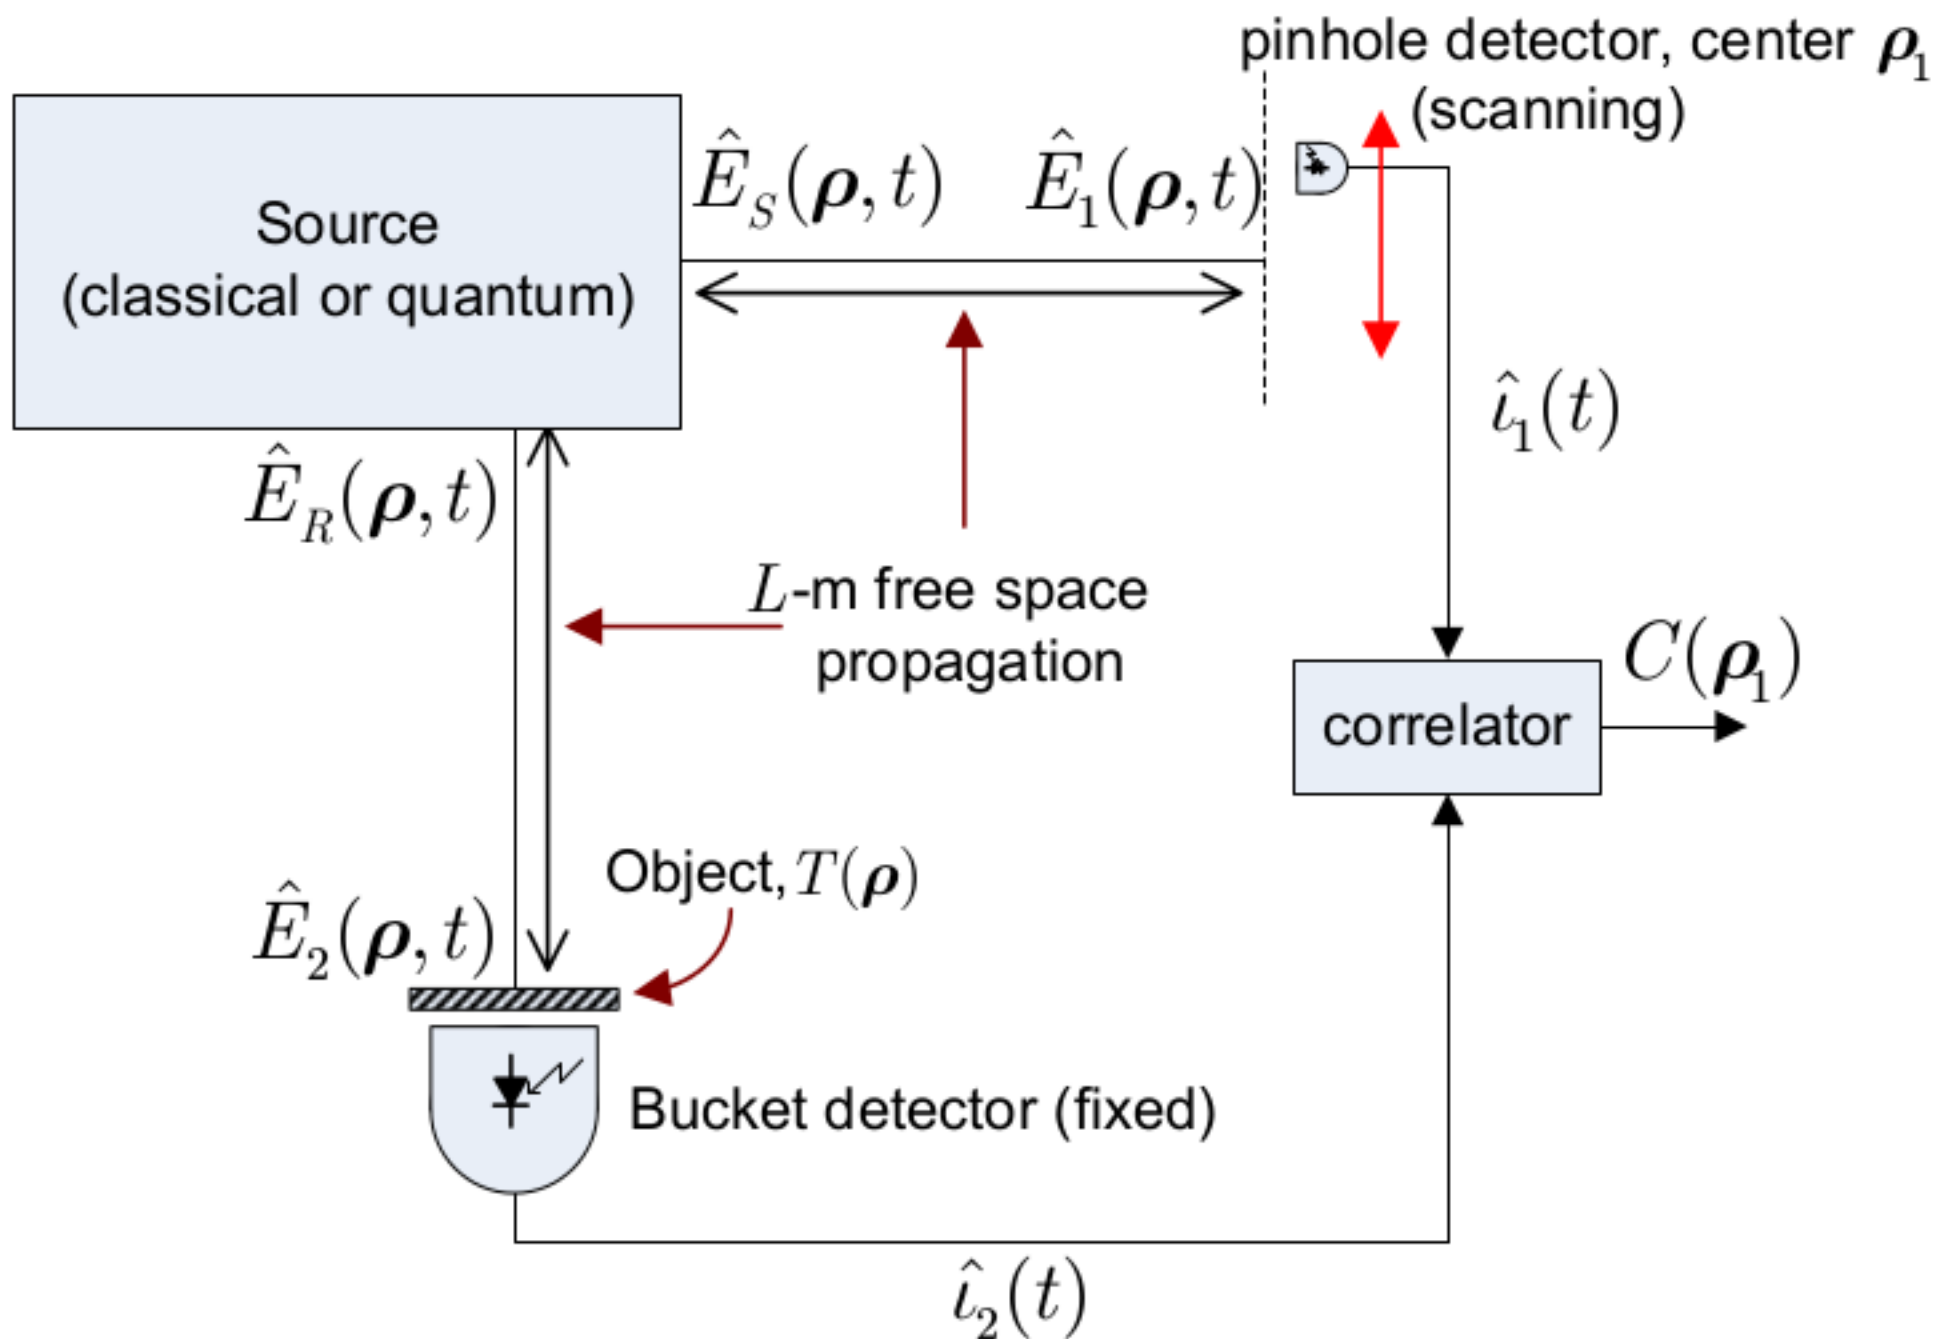 pinhole detector, center ρ₁
(scanning)
Source
(classical or quantum)
Ê_S(ρ, t)
Ê₁(ρ, t)
î₁(t)
Ê_R(ρ, t)
L-m free space
propagation
C(ρ₁)
correlator
Object, T(ρ)
Ê₂(ρ, t)
Bucket detector (fixed)
î₂(t)